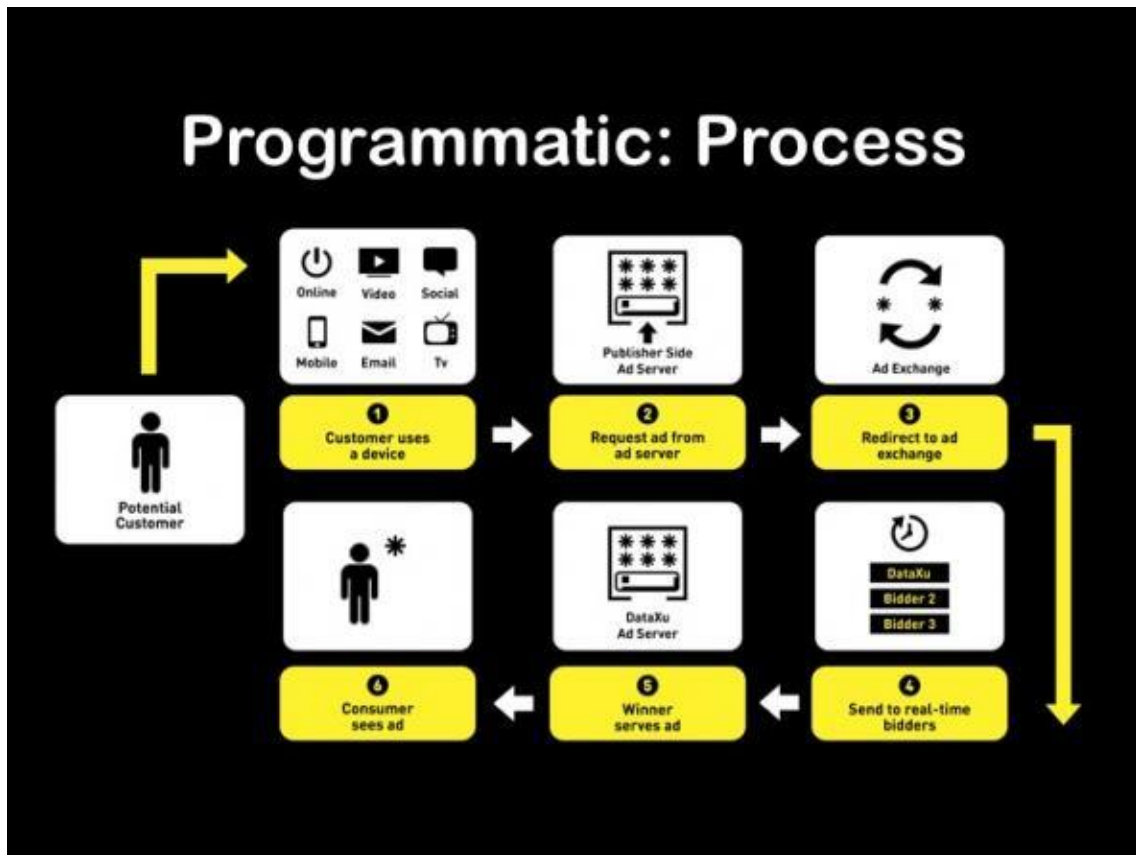 Programmatic: Process
Online
Video
Social
Mobile
Email
Tv
Publisher Side
Ad Server
Ad Exchange
Potential
Customer
1
Customer uses
a device
2
Request ad from
ad server
3
Redirect to ad
exchange
DataXu
Ad Server
DataXu
Bidder 2
Bidder 3
6
Consumer
sees ad
5
Winner
serves ad
4
Send to real-time
bidders